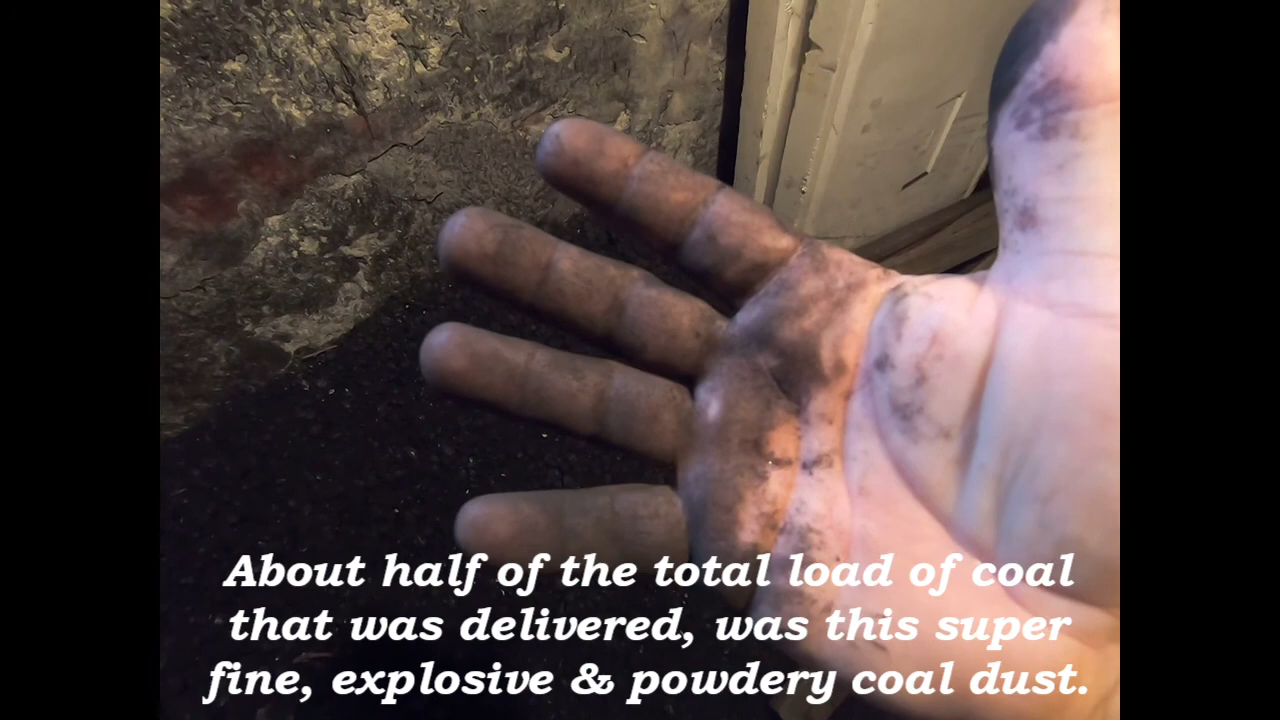 About half of the total load of coal
that was delivered, was this super
fine, explosive & powdery coal dust.